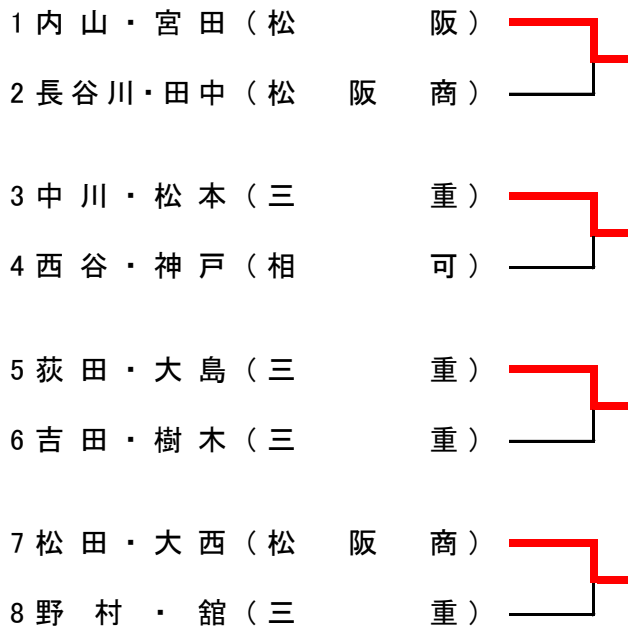 1 内山・宮田（松阪）
2 長谷川・田中（松阪商）
3 中川・松本（三重）
4 西谷・神戸（相可）
5 荻田・大島（三重）
6 吉田・樹木（三重）
7 松田・大西（松阪商）
8 野村・舘（三重）